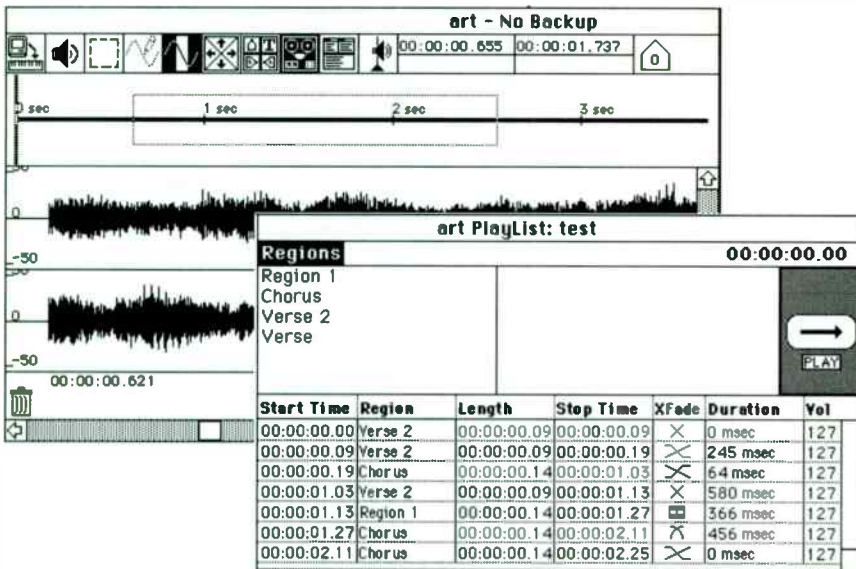 art - No Backup
00:00:00.655 00:00:01.737
0
0 sec 1 sec 2 sec 3 sec
0
-50
0
-50
00:00:00.621
art PlayList: test
Regions 00:00:00.00
Region 1
Chorus
Verse 2
Verse
PLAY
Start Time Region Length Stop Time XFade Duration Vol
00:00:00.00 Verse 2 00:00:00.09 00:00:00.09 0 msec 127
00:00:00.09 Verse 2 00:00:00.09 00:00:00.19 245 msec 127
00:00:00.19 Chorus 00:00:00.14 00:00:01.03 64 msec 127
00:00:01.03 Verse 2 00:00:00.09 00:00:01.13 580 msec 127
00:00:01.13 Region 1 00:00:00.14 00:00:01.27 366 msec 127
00:00:01.27 Chorus 00:00:00.14 00:00:02.11 456 msec 127
00:00:02.11 Chorus 00:00:00.14 00:00:02.25 0 msec 127